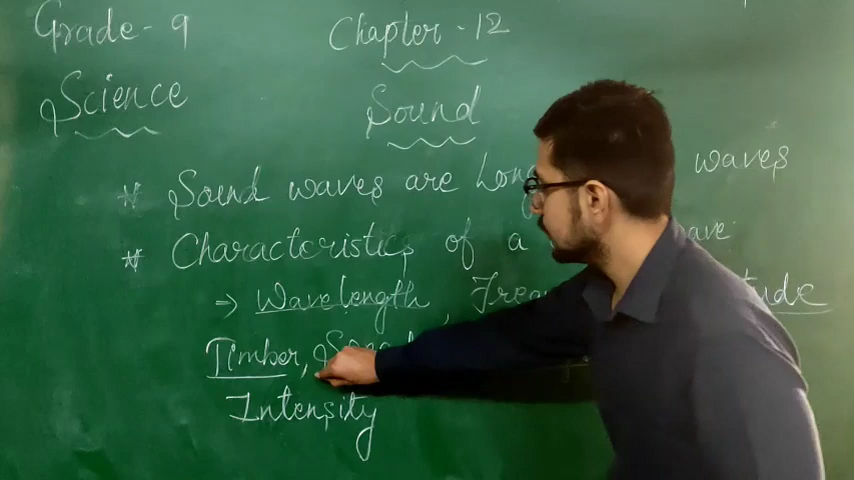 Grade - 9
Chapter - 12
Science
Sound
* Sound waves are waves
* Characteristics of a
⇒ Wavelength,
Timber,
Intensity